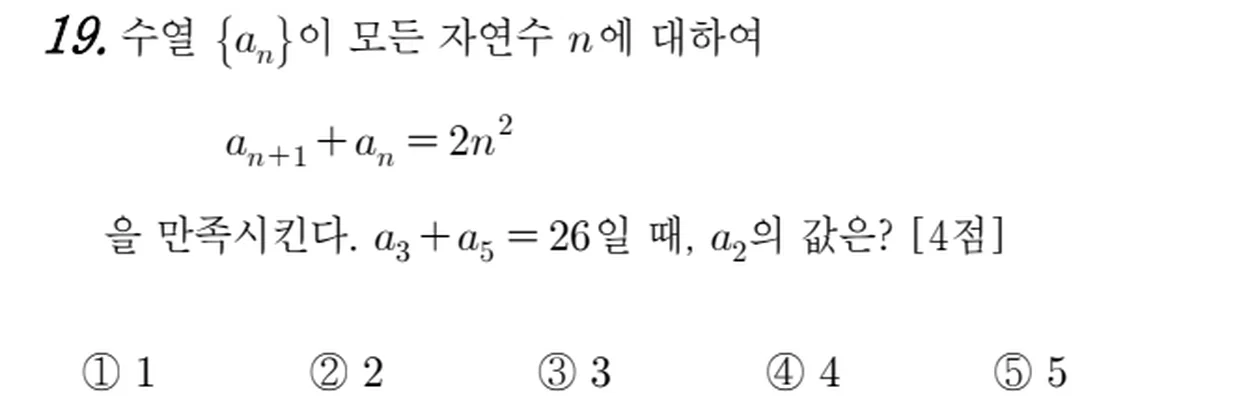 19. 수열 {aₙ}이 모든 자연수 n에 대하여
aₙ₊₁ + aₙ = 2n²
을 만족시킨다. a₃ + a₅ = 26일 때, a₂의 값은? [4점]
① 1 ② 2 ③ 3 ④ 4 ⑤ 5